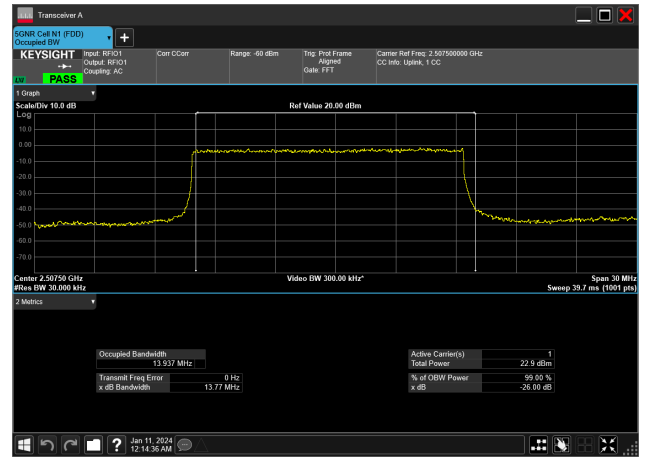 Transceiver A
5GNR Cell N1 (FDD)
Occupied BW
+
KEYSIGHT
LXI
PASS
Input: RFIO1
Output: RFIO1
Coupling: AC
Corr CCorr
Range: -60 dBm
Trig: Prot Frame
Aligned
Gate: FFT
Carrier Ref Freq: 2.507500000 GHz
CC Info: Uplink, 1 CC
1 Graph
Scale/Div 10.0 dB
Ref Value 20.00 dBm
Log
10.0
0.00
-10.0
-20.0
-30.0
-40.0
-50.0
-60.0
-70.0
Center 2.50750 GHz
Video BW 300.00 kHz*
Span 30 MHz
#Res BW 30.000 kHz
Sweep 39.7 ms (1001 pts)
2 Metrics
Occupied Bandwidth
13.937 MHz
Active Carrier(s) 1
Total Power 22.9 dBm
Transmit Freq Error 0 Hz
x dB Bandwidth 13.77 MHz
% of OBW Power 99.00 %
x dB -26.00 dB
?
Jan 11, 2024
12:14:36 AM